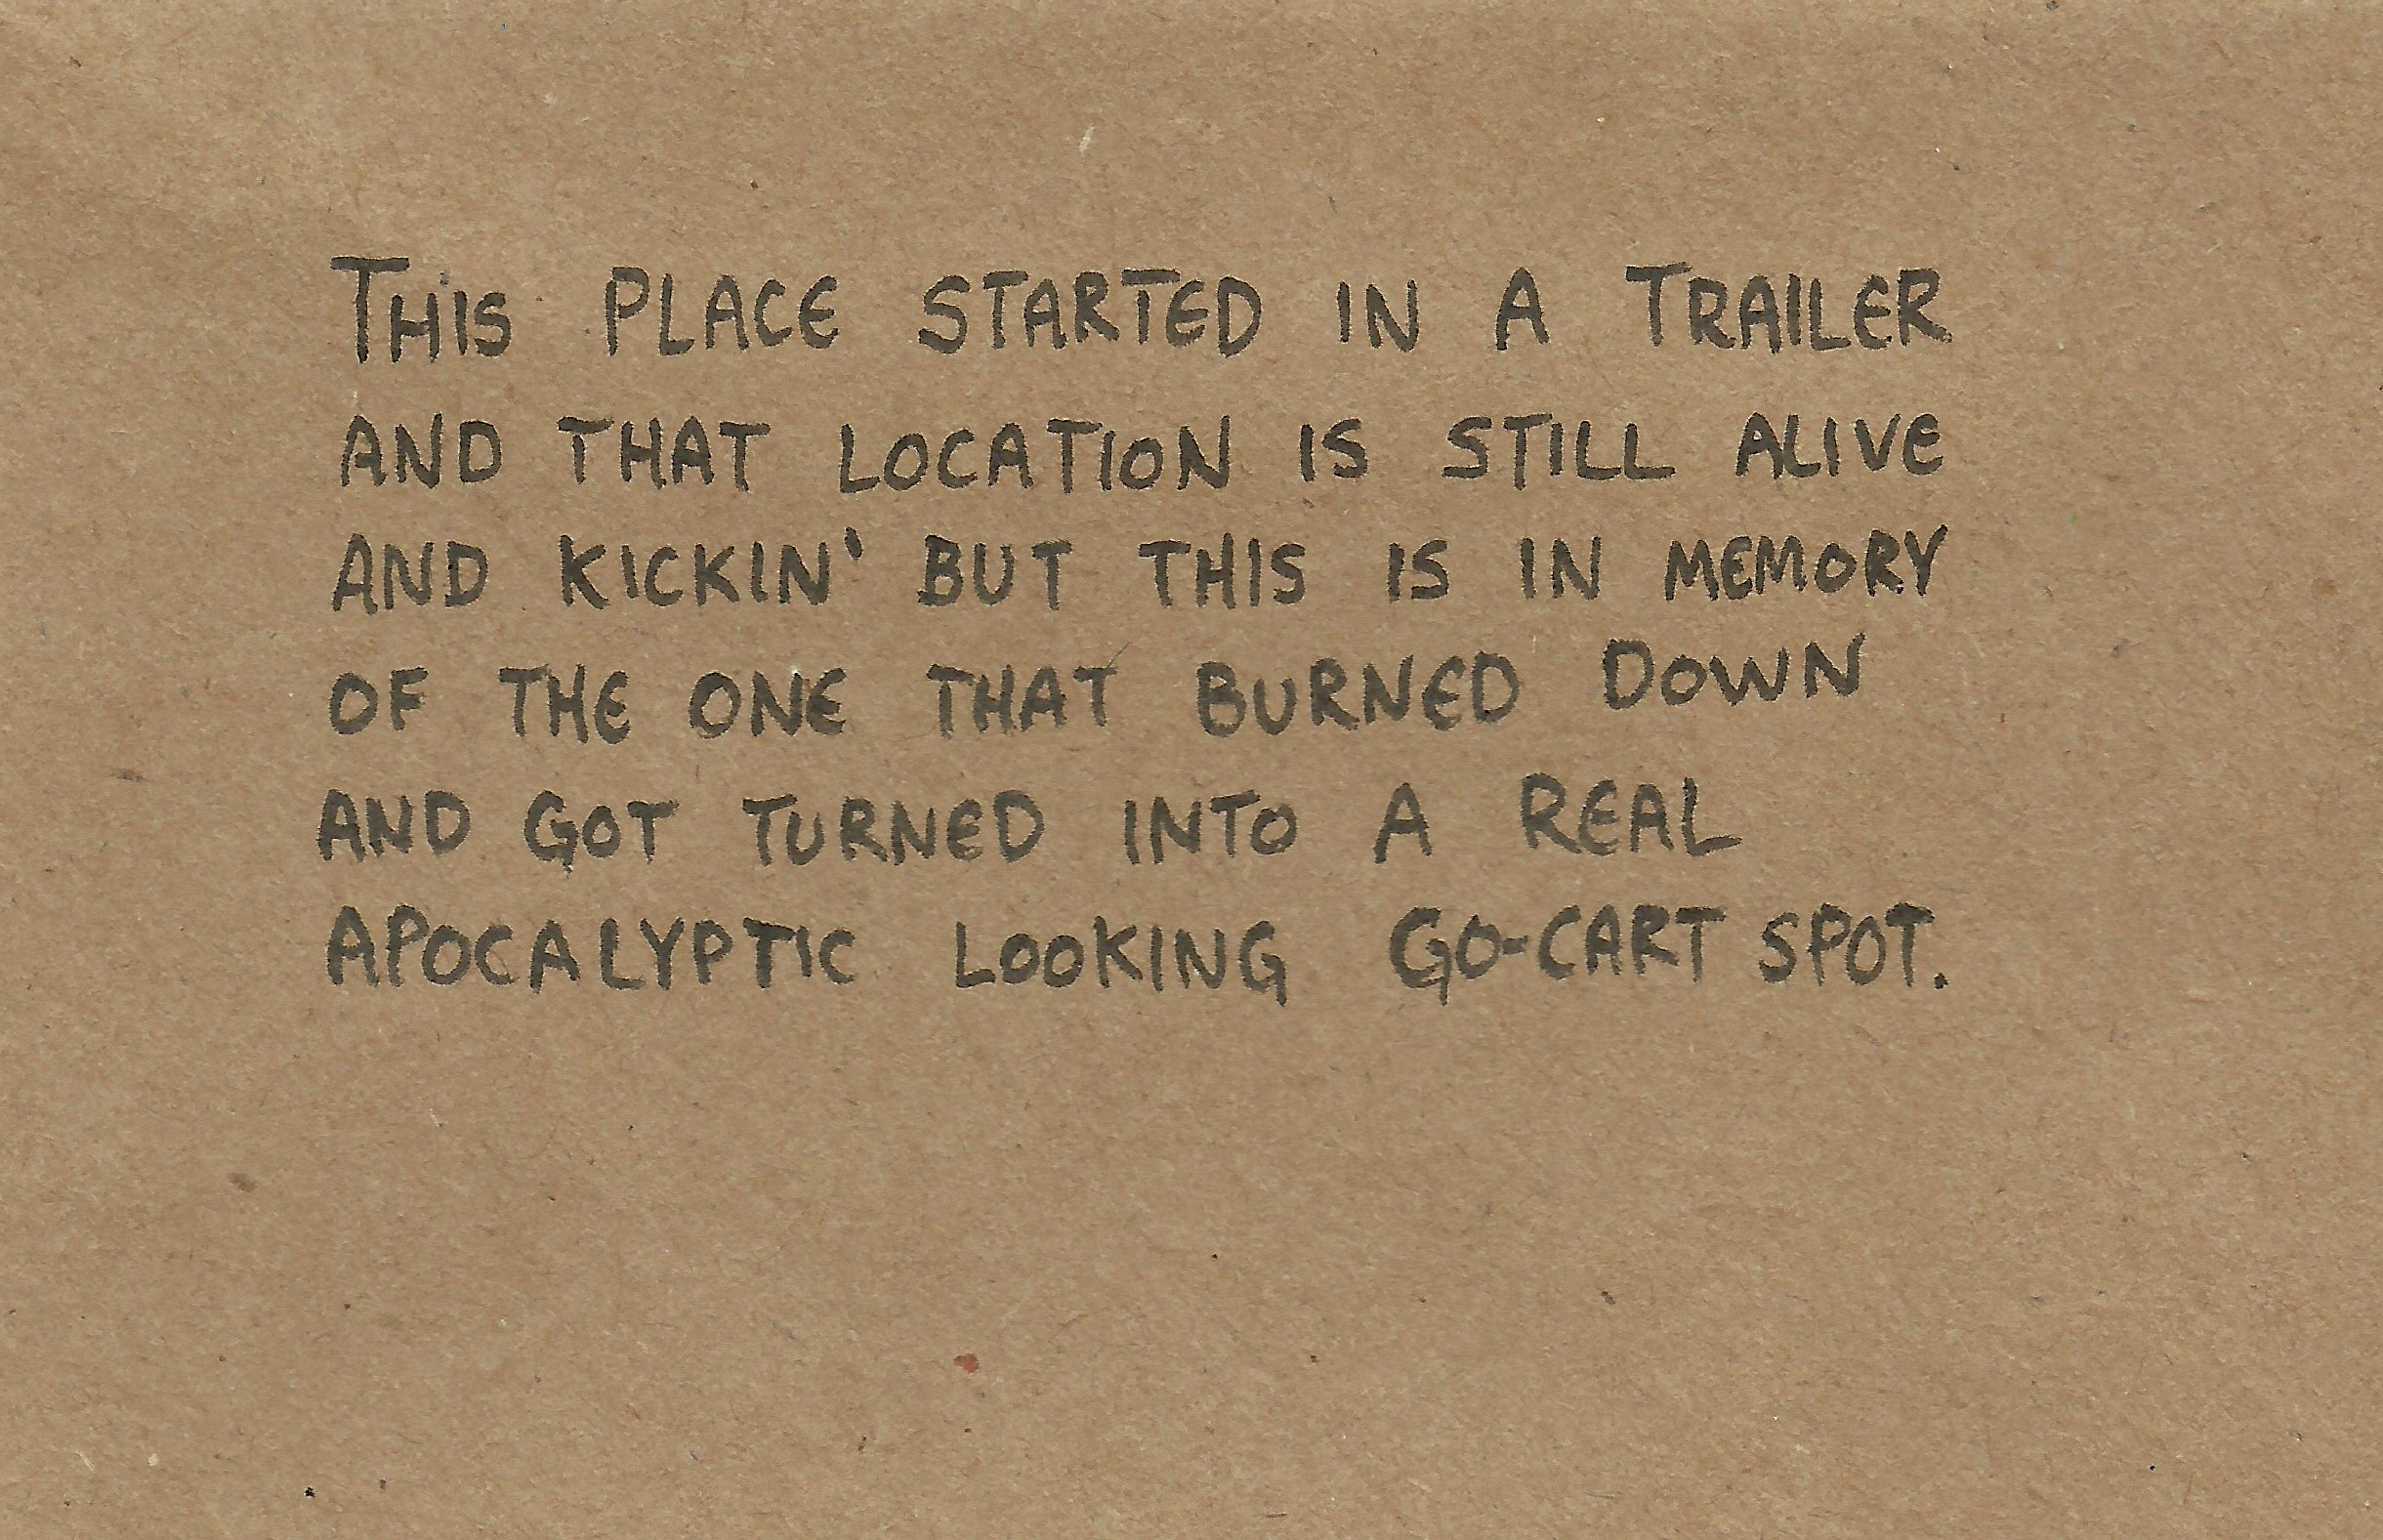 THIS PLACE STARTED IN A TRAILER
AND THAT LOCATION IS STILL ALIVE
AND KICKIN' BUT THIS IS IN MEMORY
OF THE ONE THAT BURNED DOWN
AND GOT TURNED INTO A REAL
APOCALYPTIC LOOKING GO-CART SPOT.